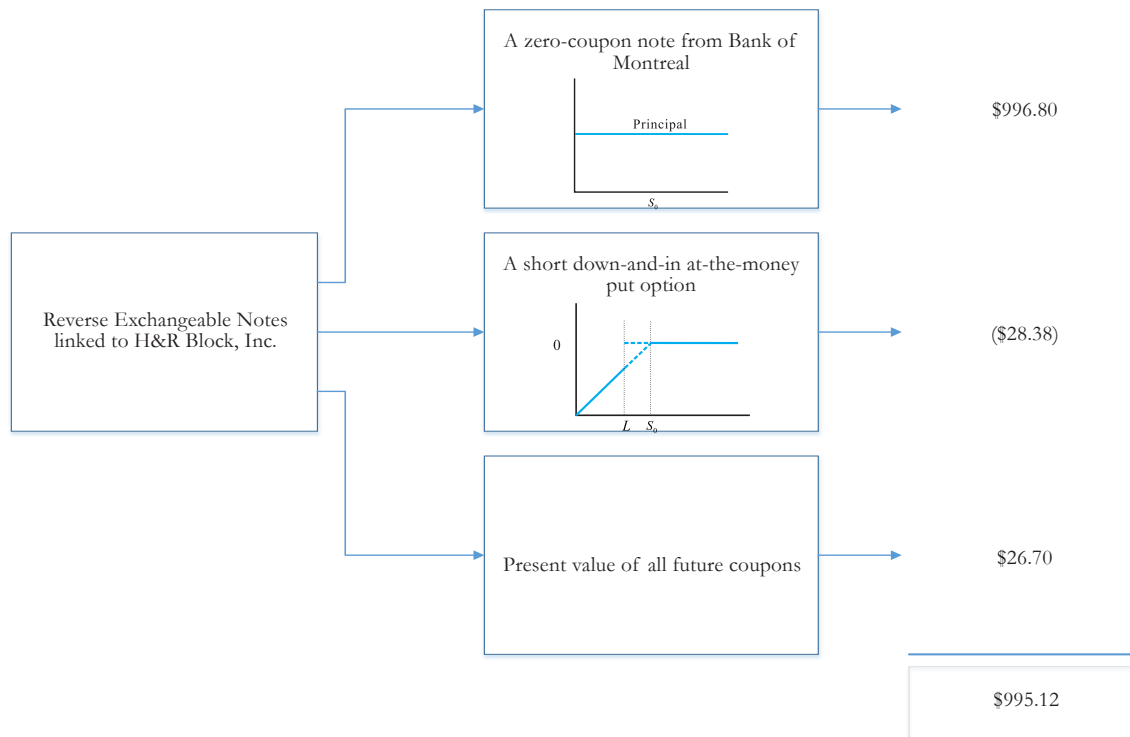 A zero-coupon note from Bank of
Montreal
Principal
S₀
$996.80
Reverse Exchangeable Notes
linked to H&R Block, Inc.
A short down-and-in at-the-money
put option
0
L S₀
($28.38)
Present value of all future coupons
$26.70
$995.12